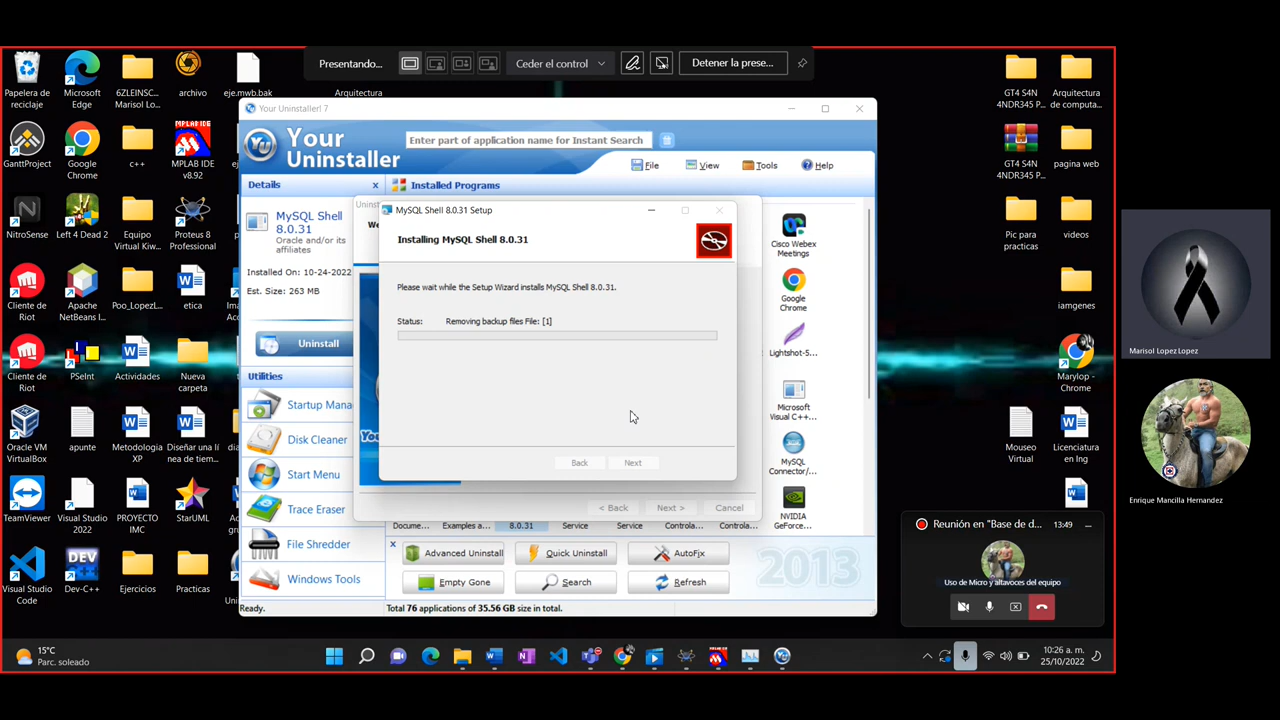 Presentando...
Ceder el control
Detener la prese...
Papelera de
reciclaje
Microsoft
Edge
6ZLEINSC...
Marisol Lo...
archivo
eje.mwb.bak
Arquitectura
GT4 S4N
4NDR345 P...
Arquitectura
de computa...
GanttProject
Google
Chrome
c++
MPLAB IDE
v8.92
GT4 S4N
4NDR345 P...
pagina web
NitroSense
Left 4 Dead 2
Equipo
Virtual Kiw...
Proteus 8
Professional
Pic para
practicas
videos
Cliente de
Riot
Apache
NetBeans I...
Poo_LopezL...
etica
iamgenes
Cliente de
Riot
PSeInt
Actividades
Nueva
carpeta
Marylop -
Chrome
Oracle VM
VirtualBox
apunte
Metodologia
XP
Diseñar una lí
nea de tiem...
Mouseo
Virtual
Licenciatura
en Ing
TeamViewer
Visual Studio
2022
PROYECTO
IMC
StarUML
Visual Studio
Code
Dev-C++
Ejercicios
Practicas
Your Uninstaller! 7
Your
Uninstaller
Enter part of application name for Instant Search
File
View
Tools
Help
Details
x
Installed Programs
MySQL Shell
8.0.31
Oracle and/or its
affiliates
Installed On: 10-24-2022
Est. Size: 263 MB
Uninstall
Utilities
Startup Mana
Disk Cleaner
Start Menu
Trace Eraser
File Shredder
Windows Tools
MySQL Shell 8.0.31 Setup
Installing MySQL Shell 8.0.31
Please wait while the Setup Wizard installs MySQL Shell 8.0.31.
Status:
Removing backup files File: [1]
Back
Next
< Back
Next >
Cancel
Cisco Webex
Meetings
Google
Chrome
Lightshot-5...
Microsoft
Visual C++...
MySQL
Connector/...
NVIDIA
GeForce...
Docume...
Examples a...
8.0.31
Service
Service
Controla...
Controla...
Advanced Uninstall
Quick Uninstall
AutoFix
Empty Gone
Search
Refresh
2013
Ready.
Total 76 applications of 35.56 GB size in total.
Reunión en "Base de d...
13:49
Uso de Micro y altavoces del equipo
15°C
Parc. soleado
10:26 a. m.
25/10/2022
Marisol Lopez Lopez
Enrique Mancilla Hernandez